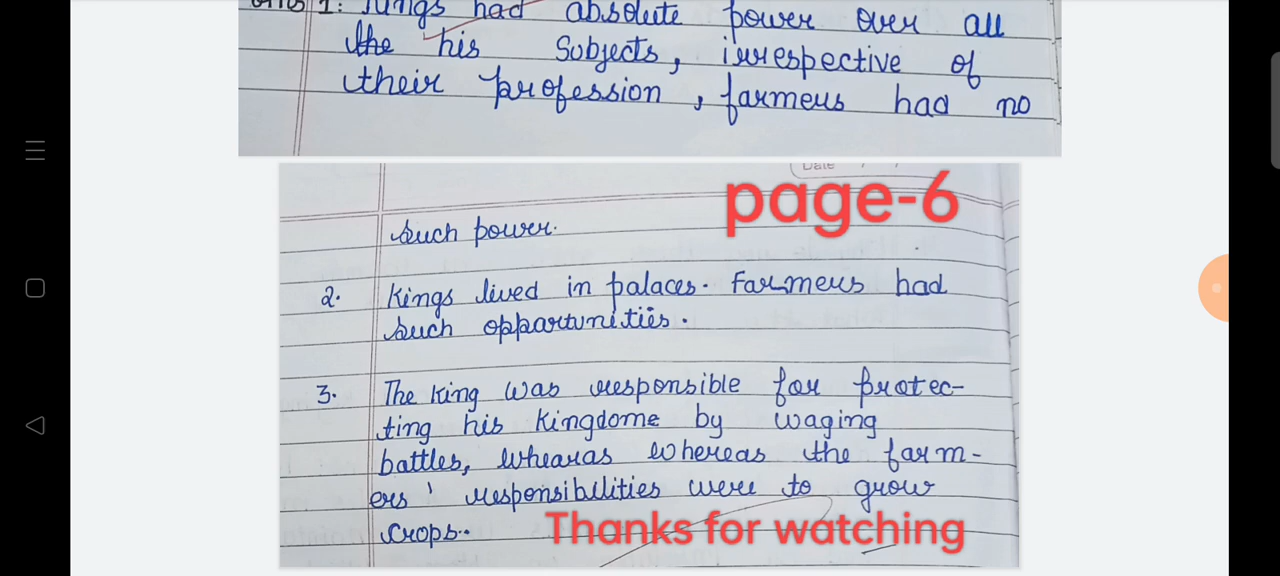 Ans 1: Kings had absolute power over all
the his Subjects, irrespective of
their profession, farmers had no
Date
page-6
such power.
2. Kings lived in palaces. Farmers had
such opportunities.
3. The king was responsible for protec-
ting his Kingdome by waging
battles, whearas whereas the farm-
ers' responsibilities were to grow
crops..
Thanks for watching